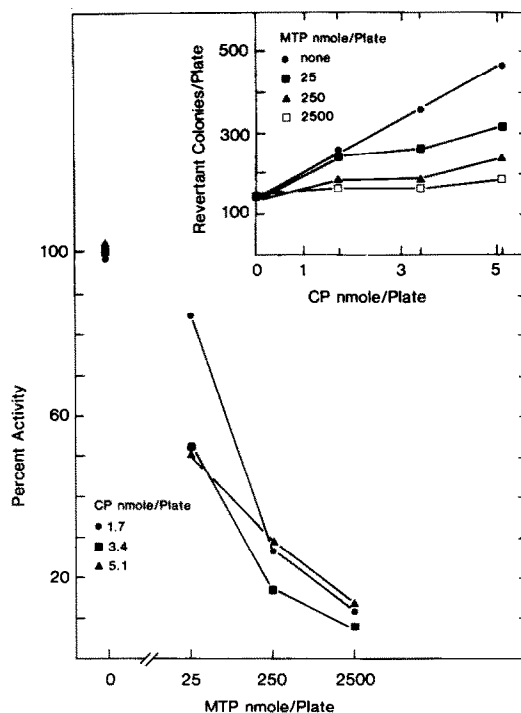 500
300
100
Revertant Colonies/Plate
MTP nmole/Plate
none
25
250
2500
0 1 3 5
CP nmole/Plate
100
60
20
Percent Activity
CP nmole/Plate
1.7
3.4
5.1
0 25 250 2500
MTP nmole/Plate